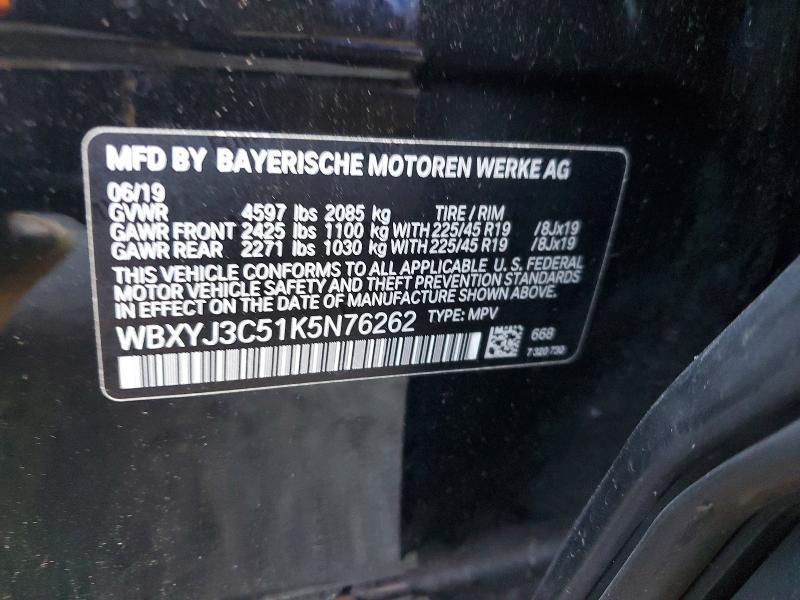 MFD BY BAYERISCHE MOTOREN WERKE AG
06/19
GVWR 4597 lbs 2085 kg TIRE / RIM
GAWR FRONT 2425 lbs 1100 kg WITH 225/45 R19 /8Jx19
GAWR REAR 2271 lbs 1030 kg WITH 225/45 R19 /8Jx19
THIS VEHICLE CONFORMS TO ALL APPLICABLE U. S. FEDERAL
MOTOR VEHICLE SAFETY AND THEFT PREVENTION STANDARDS
IN EFFECT ON THE DATE OF MANUFACTURE SHOWN ABOVE.
WBXYJ3C51K5N76262 TYPE: MPV
668
7 320 730